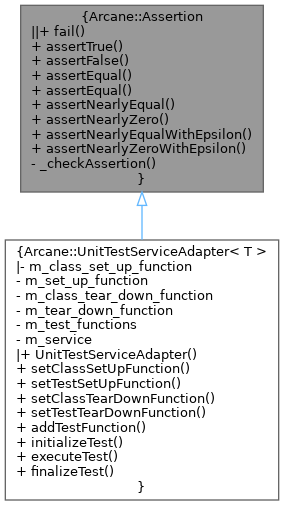 {Arcane::Assertion
||+ fail()
+ assertTrue()
+ assertFalse()
+ assertEqual()
+ assertEqual()
+ assertNearlyEqual()
+ assertNearlyZero()
+ assertNearlyEqualWithEpsilon()
+ assertNearlyZeroWithEpsilon()
- _checkAssertion()
}
{Arcane::UnitTestServiceAdapter< T >
|- m_class_set_up_function
- m_set_up_function
- m_class_tear_down_function
- m_tear_down_function
- m_test_functions
- m_service
|+ UnitTestServiceAdapter()
+ setClassSetUpFunction()
+ setTestSetUpFunction()
+ setClassTearDownFunction()
+ setTestTearDownFunction()
+ addTestFunction()
+ initializeTest()
+ executeTest()
+ finalizeTest()
}